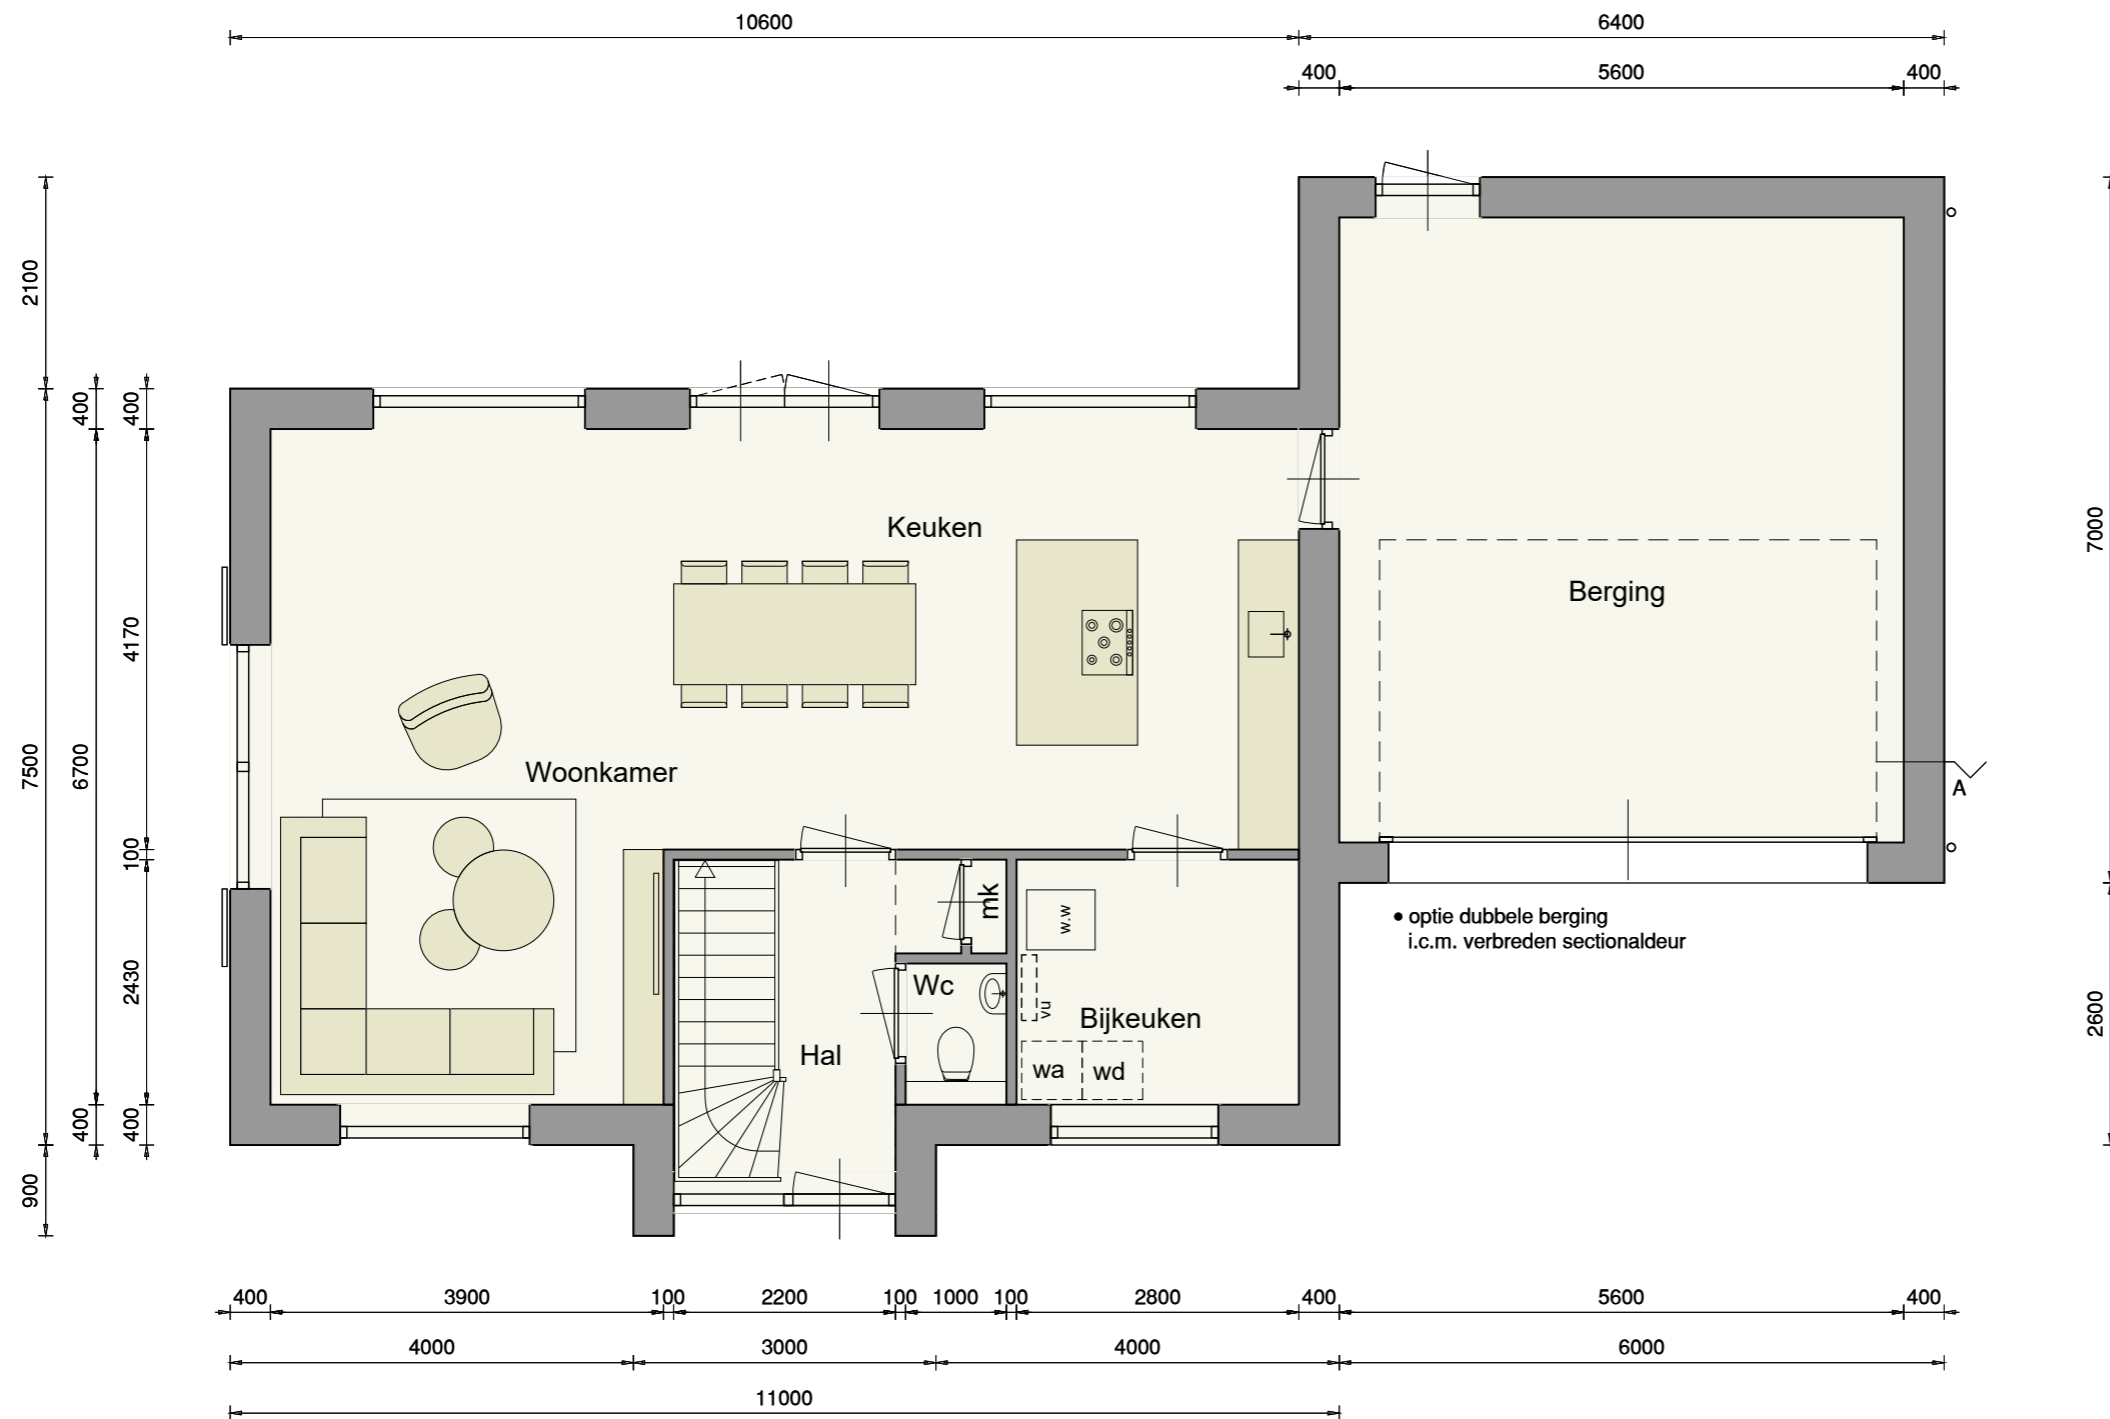 10600
6400
400
5600
400
2100
7500
900
400
6700
400
400
4170
100
2430
400
7000
2600
Keuken
Berging
Woonkamer
A
mk
w.w
• optie dubbele berging
i.c.m. verbreden sectionaldeur
Wc
vu
Bijkeuken
Hal
wa
wd
400
3900
100
2200
100
1000
100
2800
400
5600
400
4000
3000
4000
6000
11000